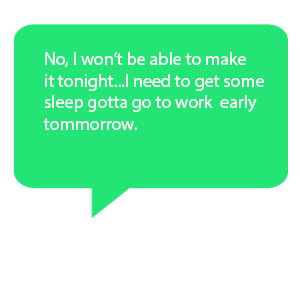 No, I won't be able to make
it tonight...I need to get some
sleep gotta go to work  early
tommorrow.